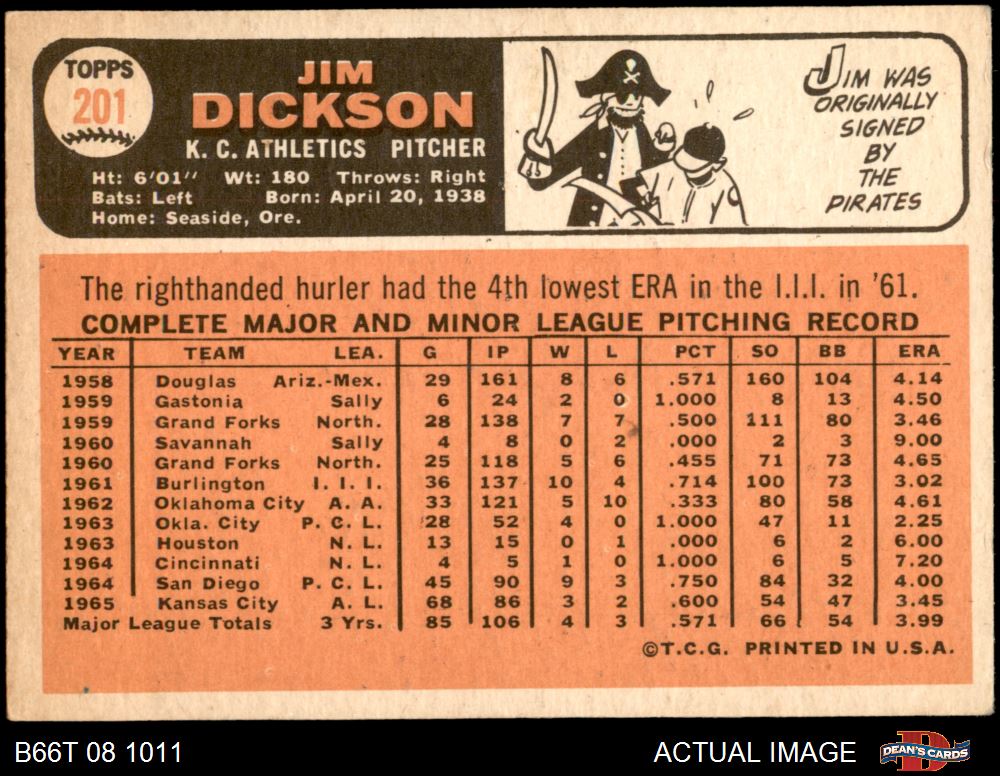 TOPPS
201
JIM
DICKSON
K. C. ATHLETICS PITCHER
Ht: 6'01" Wt: 180 Throws: Right
Bats: Left Born: April 20, 1938
Home: Seaside, Ore.
JIM WAS
ORIGINALLY
SIGNED
BY
THE
PIRATES
The righthanded hurler had the 4th lowest ERA in the I.I.I. in '61.
COMPLETE MAJOR AND MINOR LEAGUE PITCHING RECORD
YEAR TEAM LEA. G IP W L PCT SO BB ERA
1958 Douglas Ariz.-Mex. 29 161 8 6 .571 160 104 4.14
1959 Gastonia Sally 6 24 2 0 1.000 8 13 4.50
1959 Grand Forks North. 28 138 7 7 .500 111 80 3.46
1960 Savannah Sally 4 8 0 2 .000 2 3 9.00
1960 Grand Forks North. 25 118 5 6 .455 71 73 4.65
1961 Burlington I. I. I. 36 137 10 4 .714 100 73 3.02
1962 Oklahoma City A. A. 33 121 5 10 .333 80 58 4.61
1963 Okla. City P. C. L. 28 52 4 0 1.000 47 11 2.25
1963 Houston N. L. 13 15 0 1 .000 6 2 6.00
1964 Cincinnati N. L. 4 5 1 0 1.000 6 5 7.20
1964 San Diego P. C. L. 45 90 9 3 .750 84 32 4.00
1965 Kansas City A. L. 68 86 3 2 .600 54 47 3.45
Major League Totals 3 Yrs. 85 106 4 3 .571 66 54 3.99
©T.C.G. PRINTED IN U.S.A.
B66T 08 1011 ACTUAL IMAGE DEAN'S CARDS